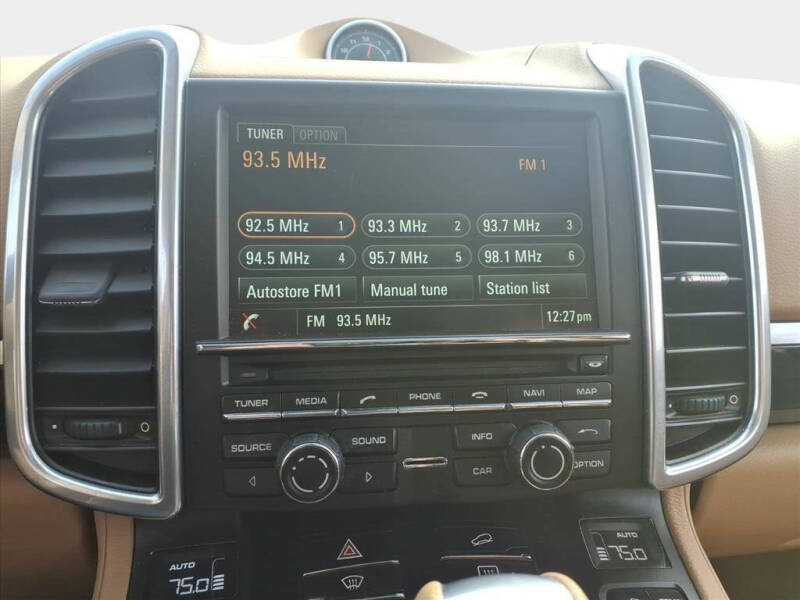 TUNER OPTION
93.5 MHz FM 1
92.5 MHz 1 93.3 MHz 2 93.7 MHz 3
94.5 MHz 4 95.7 MHz 5 98.1 MHz 6
Autostore FM1 Manual tune Station list
FM 93.5 MHz 12:27pm
TUNER MEDIA PHONE NAVI MAP
SOURCE SOUND INFO
CAR OPTION
AUTO AUTO
75.0 75.0